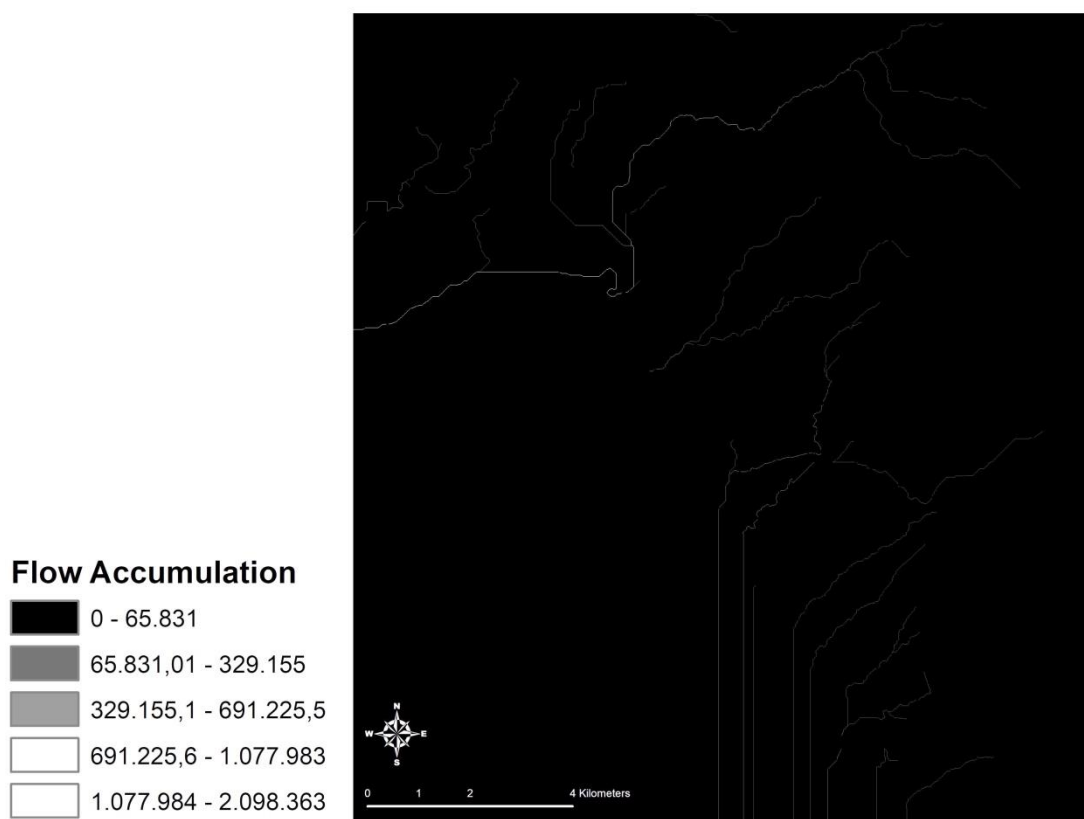 Flow Accumulation
0 - 65.831
65.831,01 - 329.155
329.155,1 - 691.225,5
691.225,6 - 1.077.983
1.077.984 - 2.098.363
N
W E
S
0 1 2 4 Kilometers